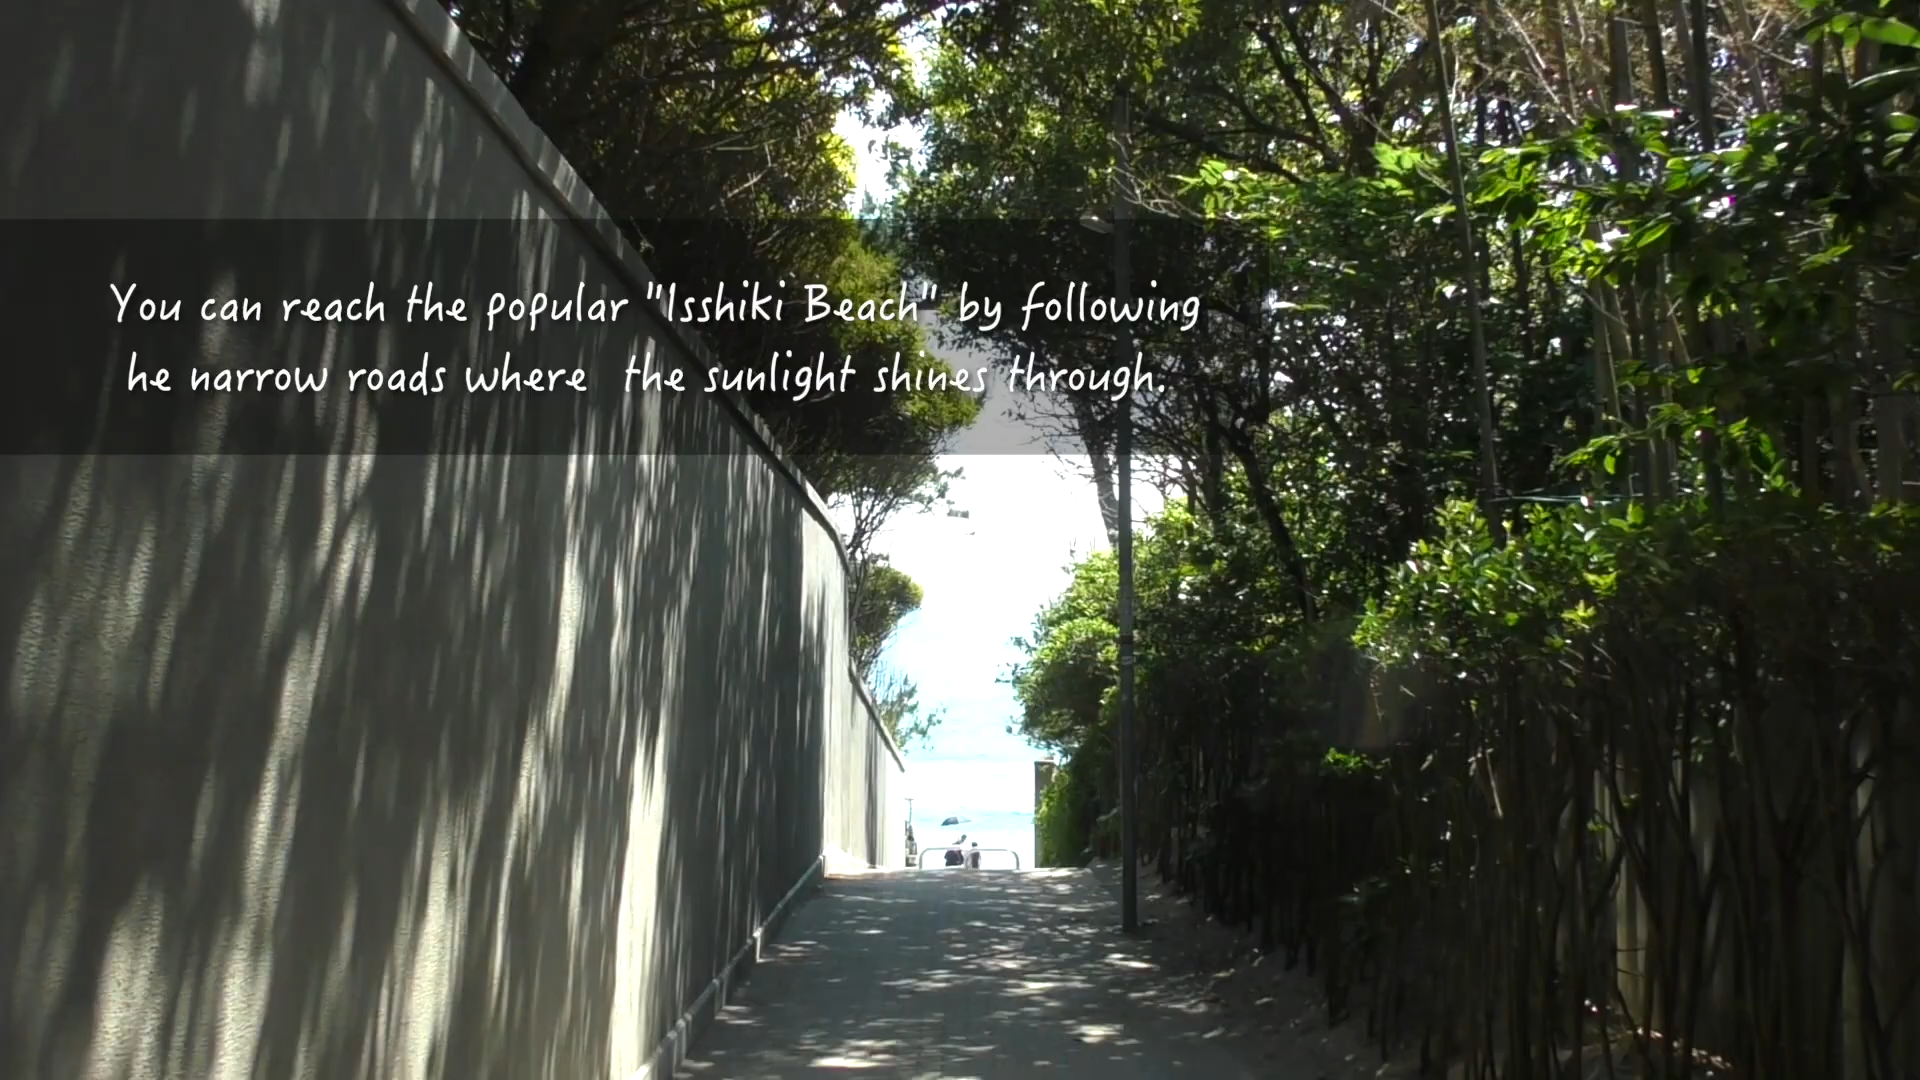 You can reach the popular "Isshiki Beach" by following
he narrow roads where the sunlight shines through.